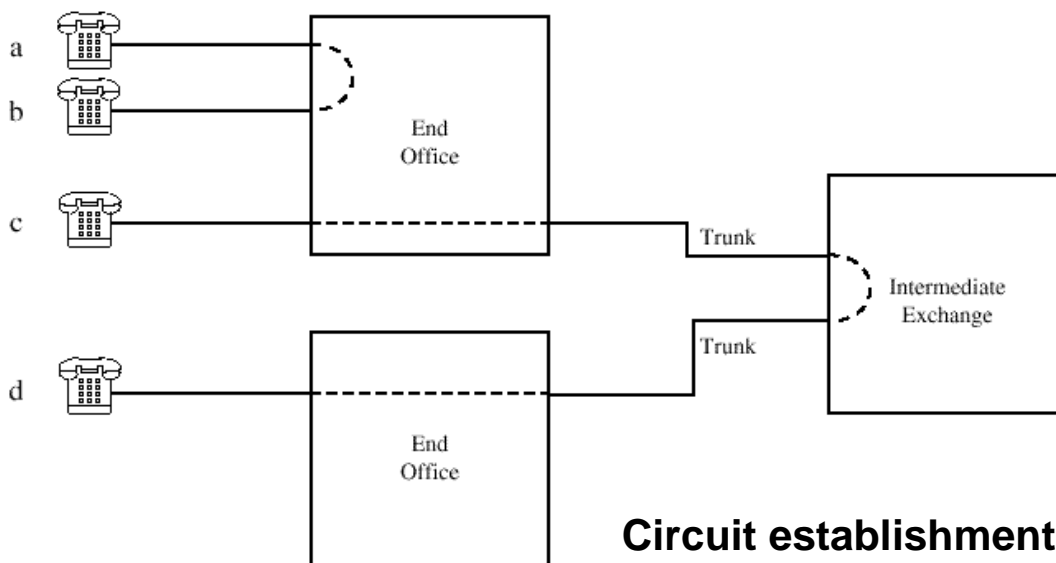 a
b
End
Office
c
Trunk
Intermediate
Exchange
Trunk
d
End
Office
Circuit establishment